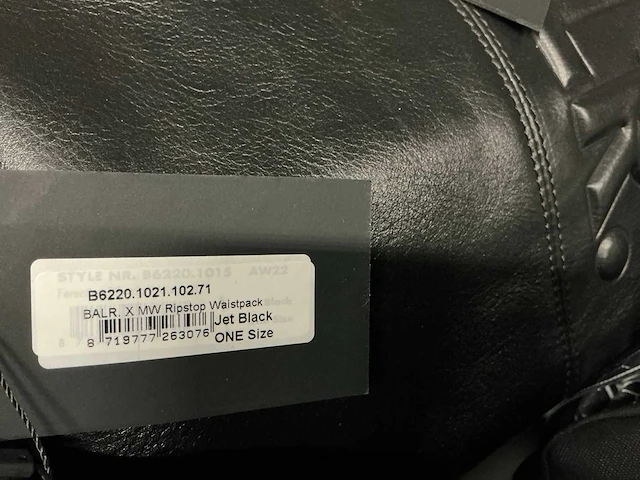 STYLE NR. B6220.1015 AW22
B6220.1021.102.71
BALR. X MW Ripstop Waistpack
Jet Black
8 719777 263076
ONE Size